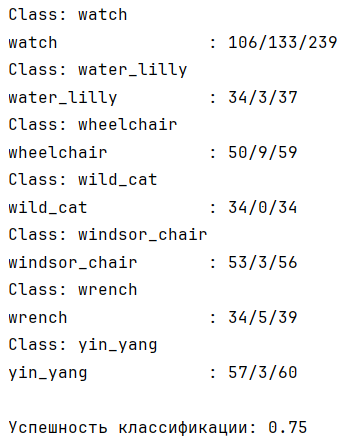 Class: watch
watch               : 106/133/239
Class: water_lilly
water_lilly         : 34/3/37
Class: wheelchair
wheelchair          : 50/9/59
Class: wild_cat
wild_cat            : 34/0/34
Class: windsor_chair
windsor_chair       : 53/3/56
Class: wrench
wrench              : 34/5/39
Class: yin_yang
yin_yang            : 57/3/60
Успешность классификации: 0.75